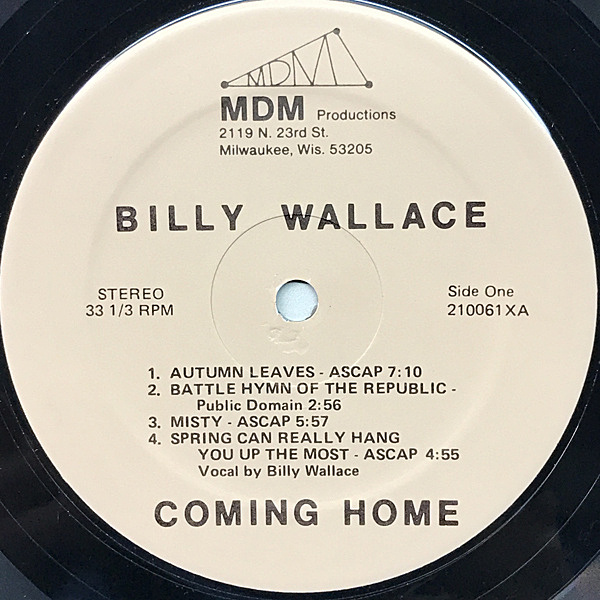 MDM
MDM Productions
2119 N. 23rd St.
Milwaukee, Wis. 53205
BILLY WALLACE
STEREO
33 1/3 RPM
Side One
210061XA
1. AUTUMN LEAVES - ASCAP 7:10
2. BATTLE HYMN OF THE REPUBLIC -
Public Domain 2:56
3. MISTY - ASCAP 5:57
4. SPRING CAN REALLY HANG
YOU UP THE MOST - ASCAP 4:55
Vocal by Billy Wallace
COMING HOME